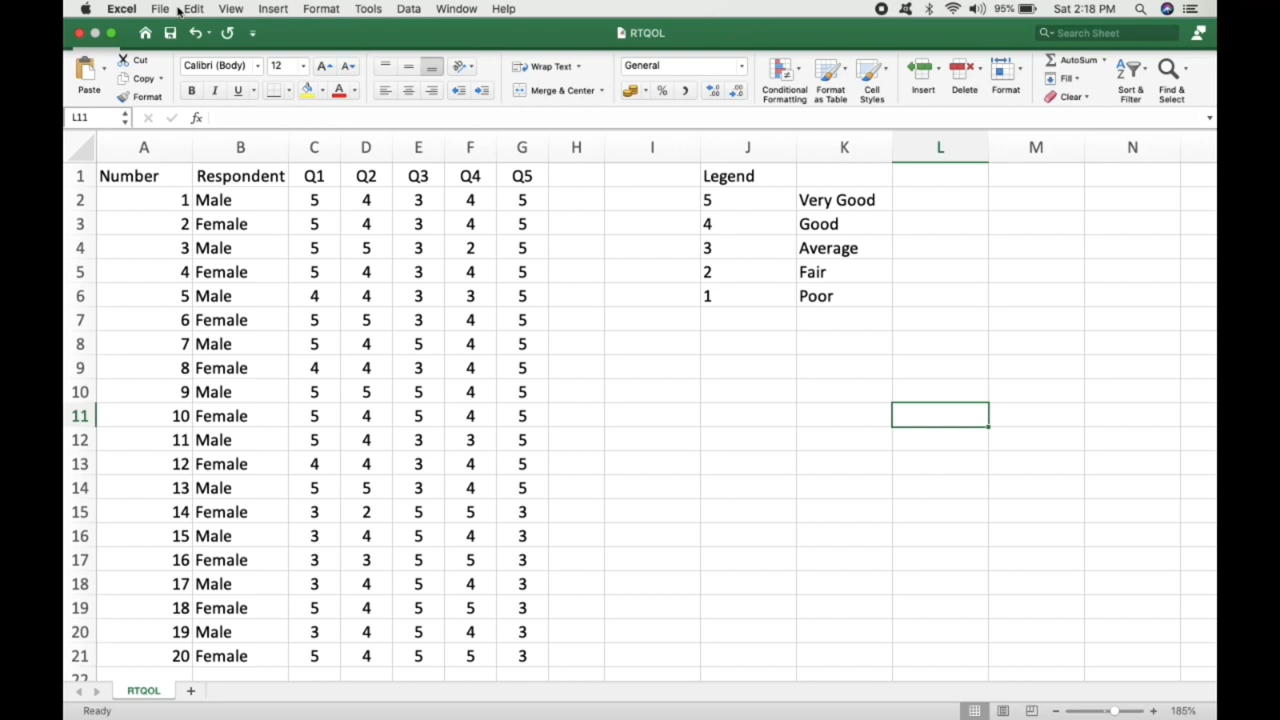 Excel File Edit View Insert Format Tools Data Window Help 95% Sat 2:18 PM
RTQOL Search Sheet
Paste Cut Copy Format Calibri (Body) 12 A A B I U A Wrap Text Merge & Center General % Conditional Formatting Format as Table Cell Styles Insert Delete Format AutoSum Fill Clear Sort & Filter Find & Select
L11 fx
A B C D E F G H I J K L M N
1 Number Respondent Q1 Q2 Q3 Q4 Q5 Legend
2 1 Male 5 4 3 4 5 5 Very Good
3 2 Female 5 4 3 4 5 4 Good
4 3 Male 5 5 3 2 5 3 Average
5 4 Female 5 4 3 4 5 2 Fair
6 5 Male 4 4 3 3 5 1 Poor
7 6 Female 5 5 3 4 5
8 7 Male 5 4 5 4 5
9 8 Female 4 4 3 4 5
10 9 Male 5 5 5 4 5
11 10 Female 5 4 5 4 5
12 11 Male 5 4 3 3 5
13 12 Female 4 4 3 4 5
14 13 Male 5 5 3 4 5
15 14 Female 3 2 5 5 3
16 15 Male 3 4 5 4 3
17 16 Female 3 3 5 5 3
18 17 Male 3 4 5 4 3
19 18 Female 5 4 5 5 3
20 19 Male 3 4 5 4 3
21 20 Female 5 4 5 5 3
22
RTQOL +
Ready 185%